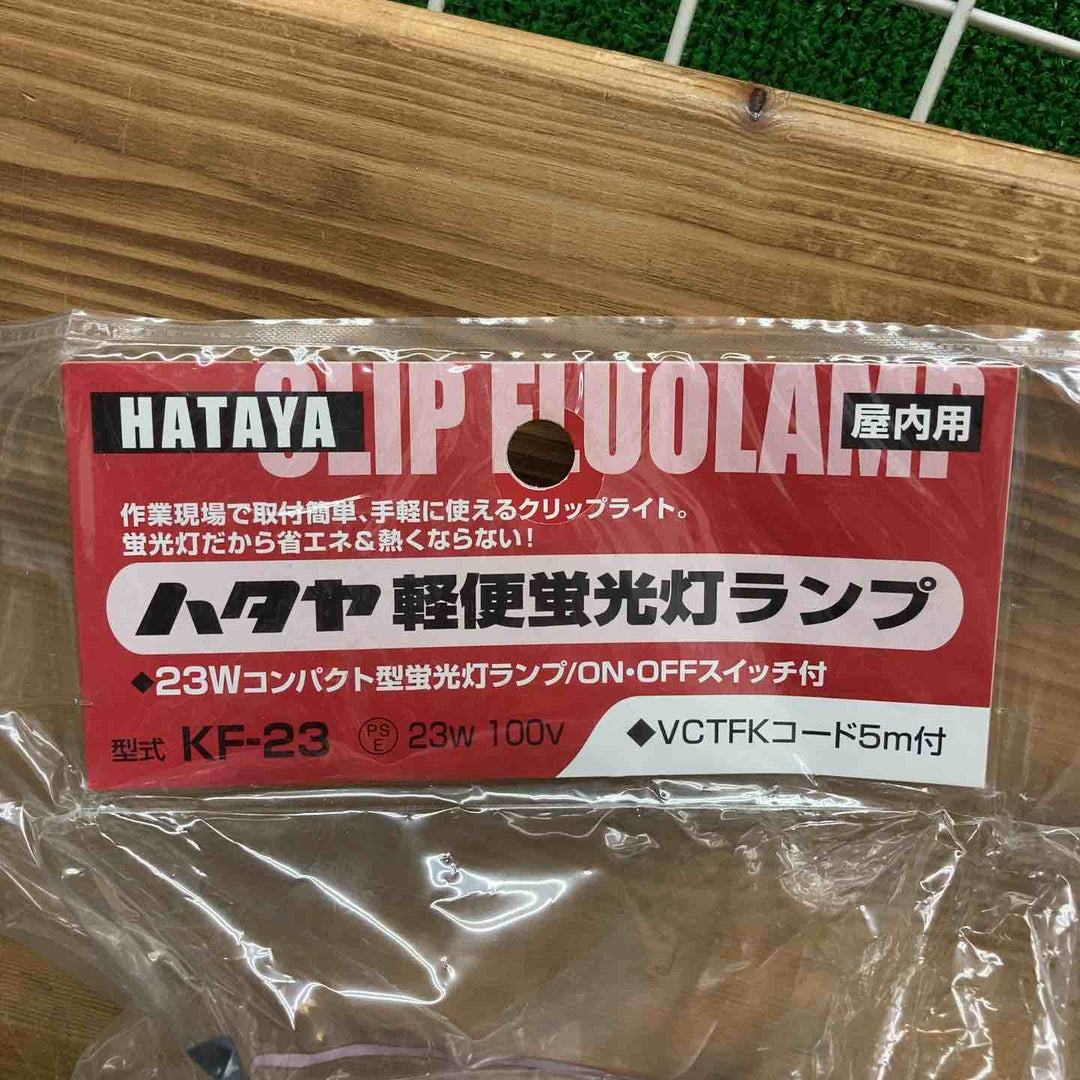 CLIP FLUOLAMP
HATAYA
屋内用
作業現場で取付簡単、手軽に使えるクリップライト。
蛍光灯だから省エネ&熱くならない!
ハタヤ 軽便蛍光灯ランプ
◆23Wコンパクト型蛍光灯ランプ/ON・OFFスイッチ付
型式 KF-23 PSE 23W 100V
◆VCTFKコード5m付